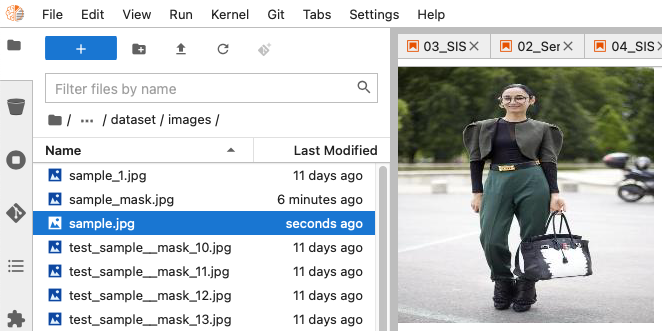 File Edit View Run Kernel Git Tabs Settings Help
03_SIS 02_Ser 04_SIS
Filter files by name
/ ... / dataset / images /
Name Last Modified
sample_1.jpg 11 days ago
sample_mask.jpg 6 minutes ago
sample.jpg seconds ago
test_sample__mask_10.jpg 11 days ago
test_sample__mask_11.jpg 11 days ago
test_sample__mask_12.jpg 11 days ago
test_sample__mask_13.jpg 11 days ago